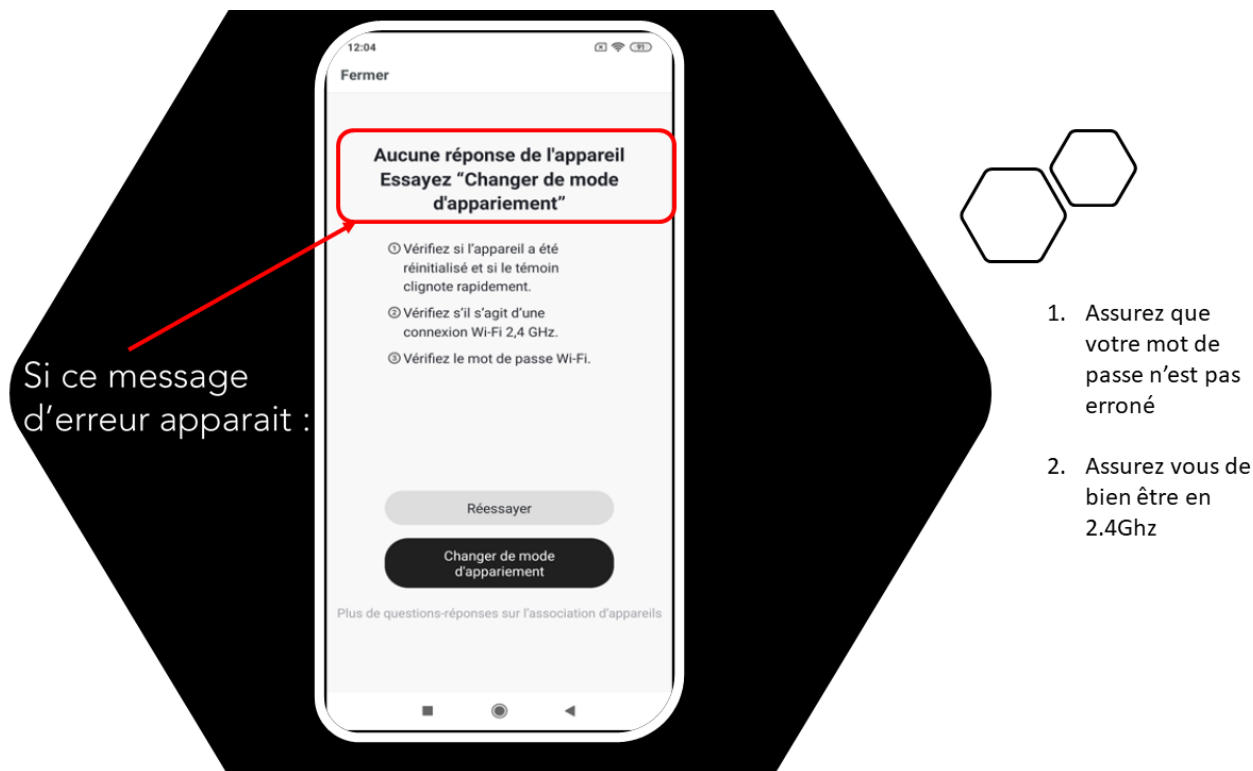 12:04
91
Fermer
Aucune réponse de l'appareil
Essayez “Changer de mode
d'appariement”
① Vérifiez si l'appareil a été
réinitialisé et si le témoin
clignote rapidement.
② Vérifiez s’il s’agit d’une
connexion Wi-Fi 2,4 GHz.
③ Vérifiez le mot de passe Wi-Fi.
Réessayer
Changer de mode
d'appariement
Plus de questions-réponses sur l'association d'appareils
Si ce message
d’erreur apparait :
1. Assurez que
votre mot de
passe n’est pas
erroné
2. Assurez vous de
bien être en
2.4Ghz